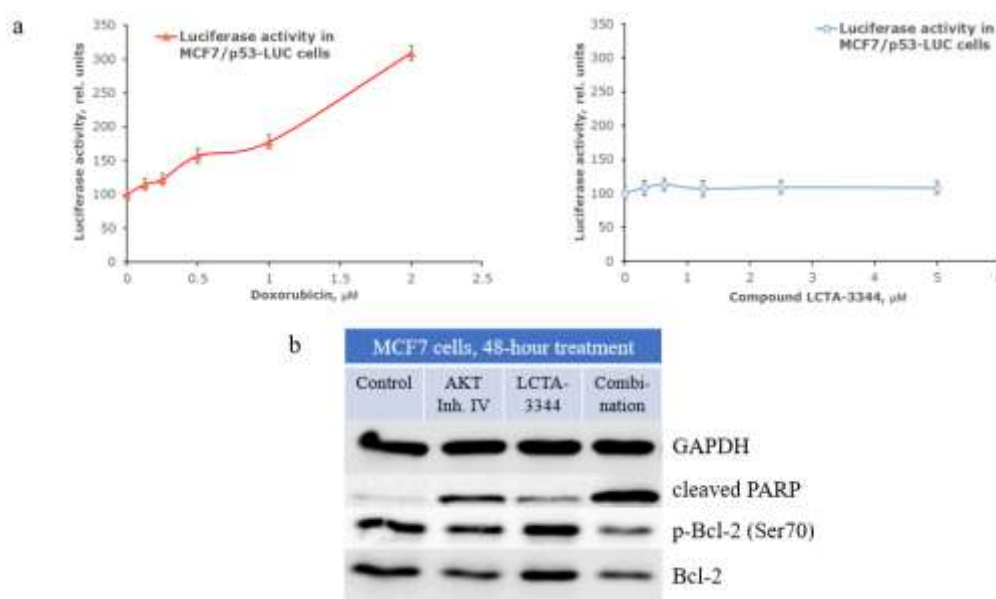 a
Luciferase activity in
MCF7/p53-LUC cells
Luciferase activity, rel. units
350
300
250
200
150
100
50
0
0
0.5
1
1.5
2
2.5
Doxorubicin, µM
Luciferase activity in
MCF7/p53-LUC cells
Luciferase activity, rel. units
350
300
250
200
150
100
50
0
0
1
2
3
4
5
Compound LCTA-3344, µM
b
MCF7 cells, 48-hour treatment
Control
AKT
Inh. IV
LCTA-
3344
Combi-
nation
GAPDH
cleaved PARP
p-Bcl-2 (Ser70)
Bcl-2